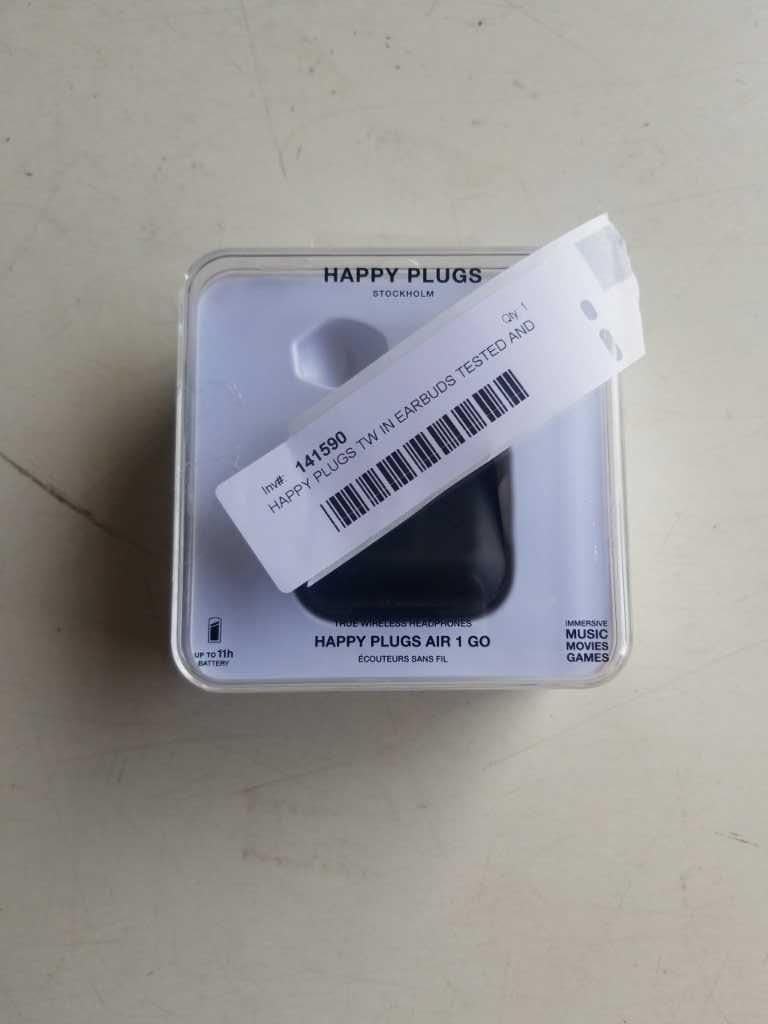 HAPPY PLUGS
STOCKHOLM
Qty: 1
Inv#: 141590
HAPPY PLUGS TW IN EARBUDS TESTED AND
TRUE WIRELESS HEADPHONES
HAPPY PLUGS AIR 1 GO
ÉCOUTEURS SANS FIL
UP TO 11h
BATTERY
IMMERSIVE
MUSIC
MOVIES
GAMES